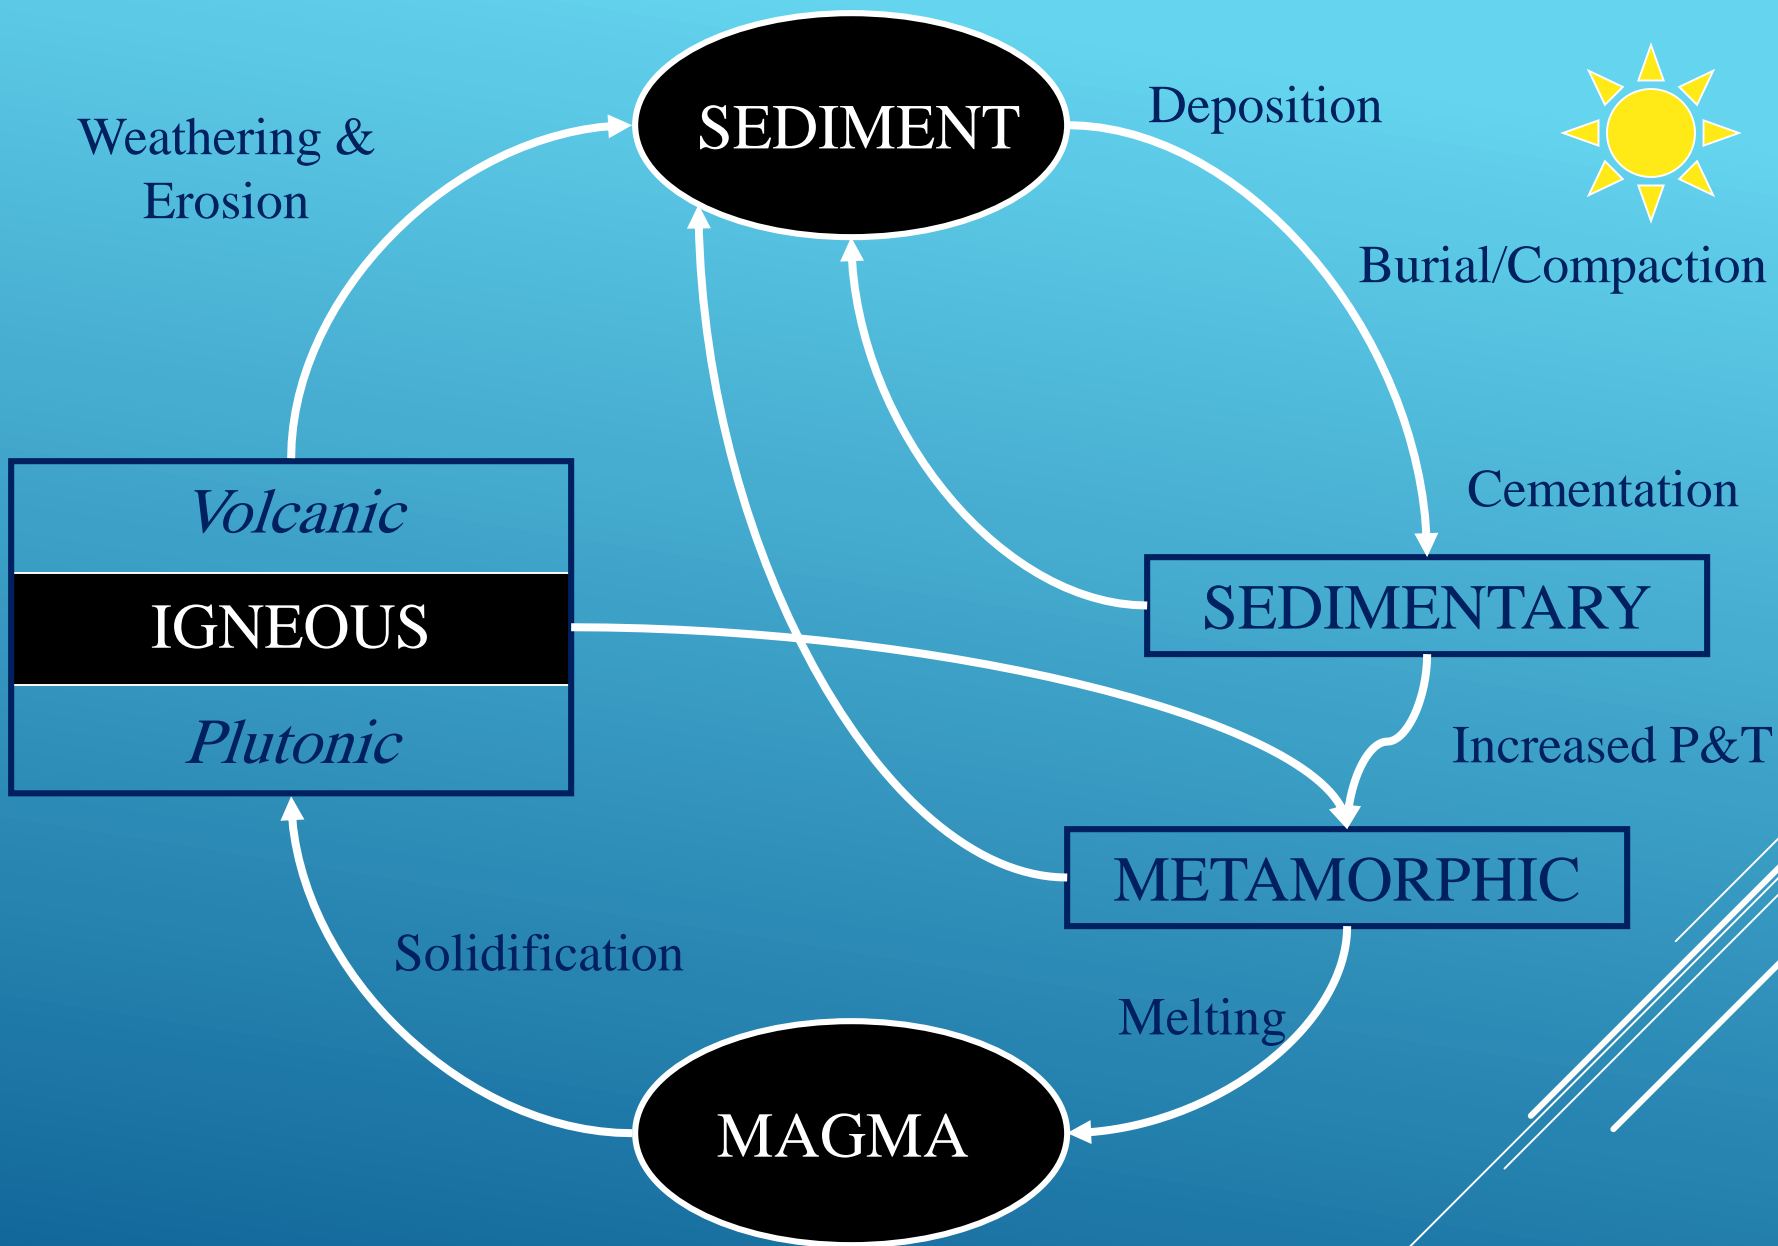 SEDIMENT
Deposition
Weathering &
Erosion
Burial/Compaction
Cementation
Volcanic
IGNEOUS
Plutonic
SEDIMENTARY
Increased P&T
METAMORPHIC
Solidification
Melting
MAGMA